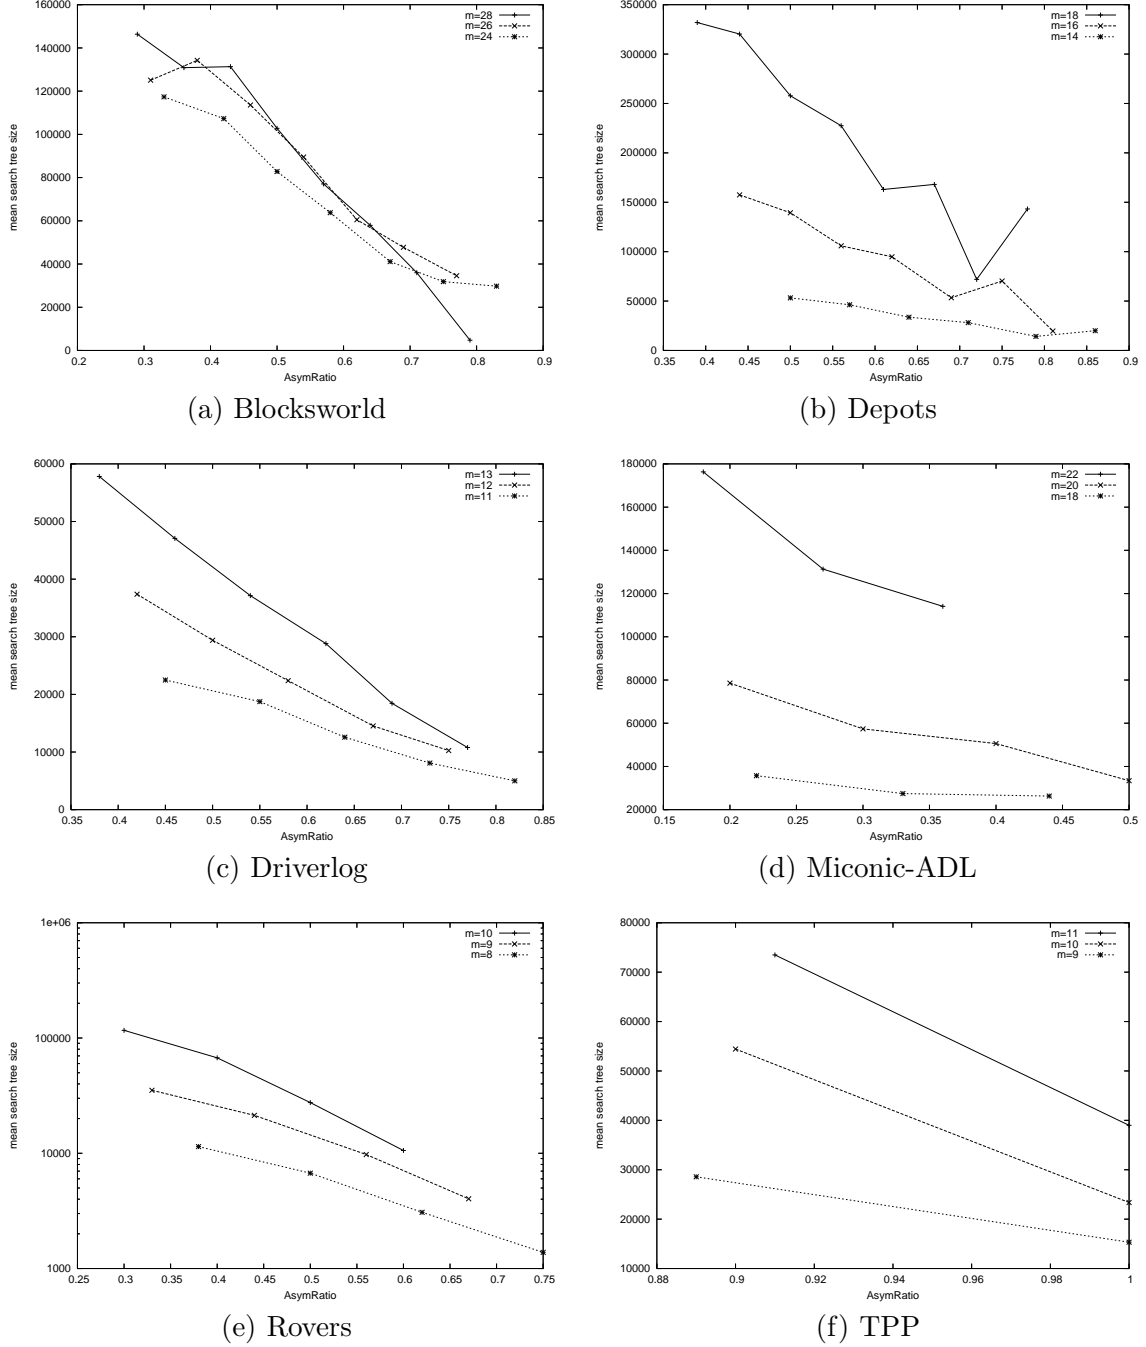 160000
140000
120000
100000
80000
60000
40000
20000
0
0.2 0.3 0.4 0.5 0.6 0.7 0.8 0.9
mean search tree size
AsymRatio
m=28
m=26
m=24
(a) Blocksworld
350000
300000
250000
200000
150000
100000
50000
0
0.35 0.4 0.45 0.5 0.55 0.6 0.65 0.7 0.75 0.8 0.85 0.9
mean search tree size
AsymRatio
m=18
m=16
m=14
(b) Depots
60000
50000
40000
30000
20000
10000
0
0.35 0.4 0.45 0.5 0.55 0.6 0.65 0.7 0.75 0.8 0.85
mean search tree size
AsymRatio
m=13
m=12
m=11
(c) Driverlog
180000
160000
140000
120000
100000
80000
60000
40000
20000
0.15 0.2 0.25 0.3 0.35 0.4 0.45 0.5
mean search tree size
AsymRatio
m=22
m=20
m=18
(d) Miconic-ADL
1e+06
100000
10000
1000
0.25 0.3 0.35 0.4 0.45 0.5 0.55 0.6 0.65 0.7 0.75
mean search tree size
AsymRatio
m=10
m=9
m=8
(e) Rovers
80000
70000
60000
50000
40000
30000
20000
10000
0.88 0.9 0.92 0.94 0.96 0.98 1
mean search tree size
AsymRatio
m=11
m=10
m=9
(f) TPP